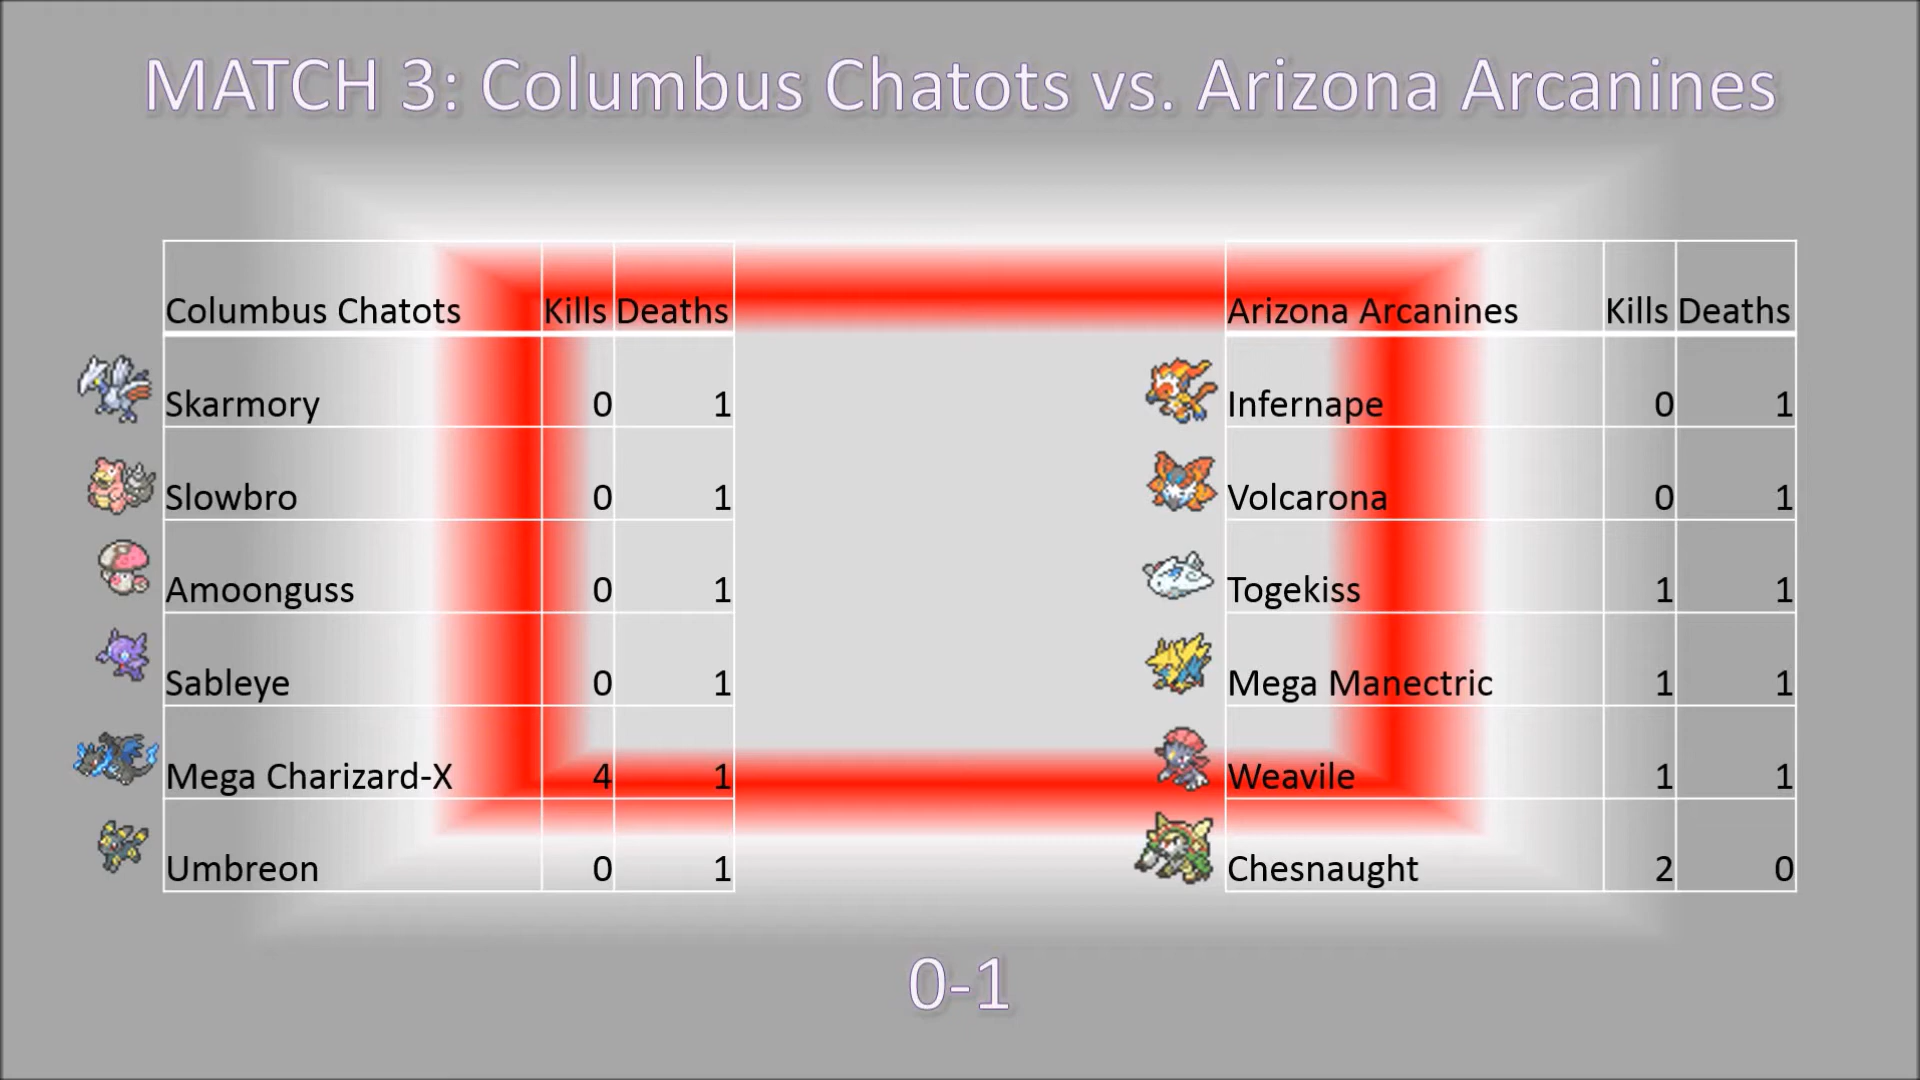 MATCH 3: Columbus Chatots vs. Arizona Arcanines
Columbus Chatots Kills Deaths
Skarmory 0 1
Slowbro 0 1
Amoonguss 0 1
Sableye 0 1
Mega Charizard-X 4 1
Umbreon 0 1
Arizona Arcanines Kills Deaths
Infernape 0 1
Volcarona 0 1
Togekiss 1 1
Mega Manectric 1 1
Weavile 1 1
Chesnaught 2 0
0-1